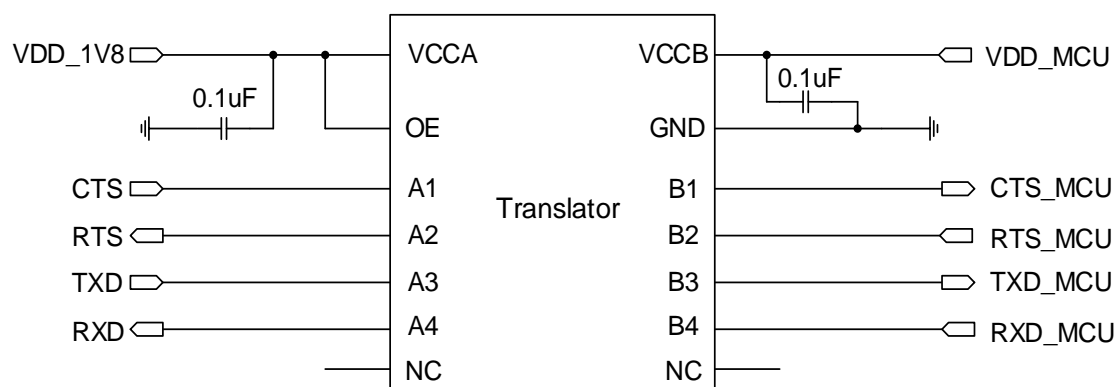 VDD_1V8 VCCA VCCB VDD_MCU
0.1uF 0.1uF
OE GND
CTS A1 B1 CTS_MCU
Translator
RTS A2 B2 RTS_MCU
TXD A3 B3 TXD_MCU
RXD A4 B4 RXD_MCU
NC NC